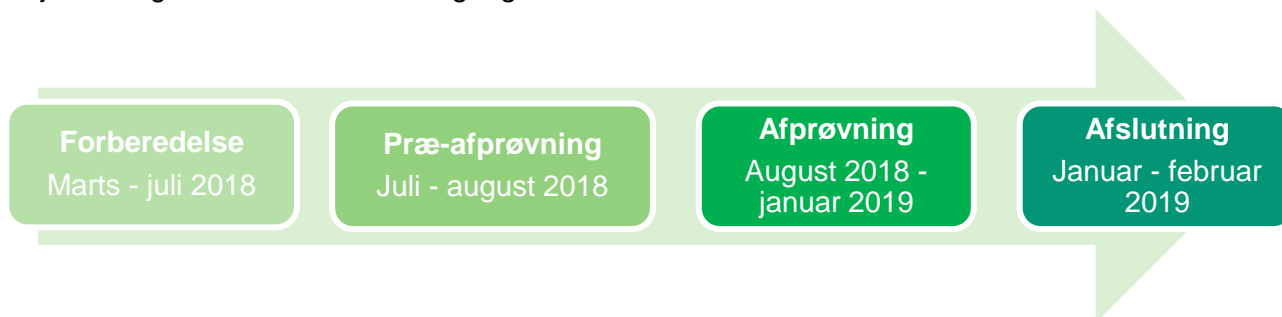 Forberedelse
Marts - juli 2018
Præ-afprøvning
Juli - august 2018
Afprøvning
August 2018 -
januar 2019
Afslutning
Januar - februar
2019